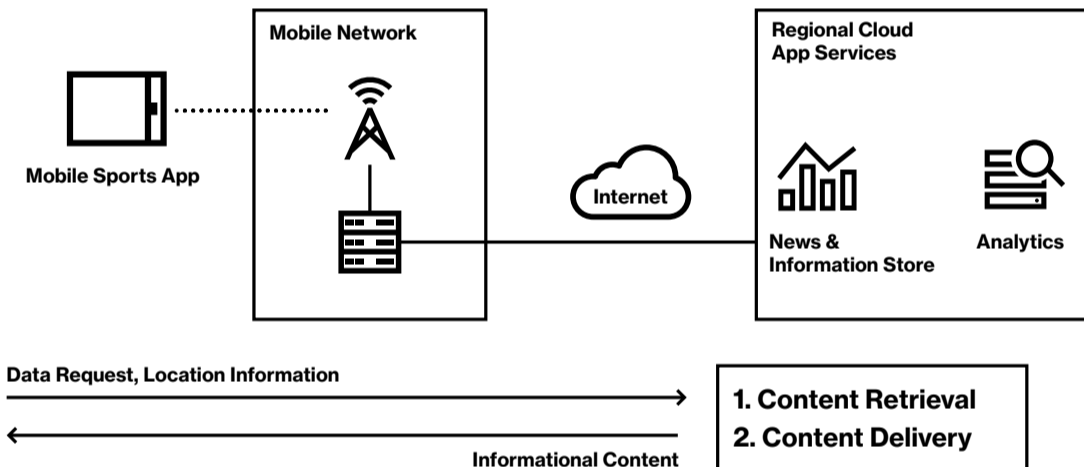 Mobile Network
Regional Cloud
App Services
Mobile Sports App
Internet
News &
Information Store
Analytics
Data Request, Location Information
1. Content Retrieval
2. Content Delivery
Informational Content